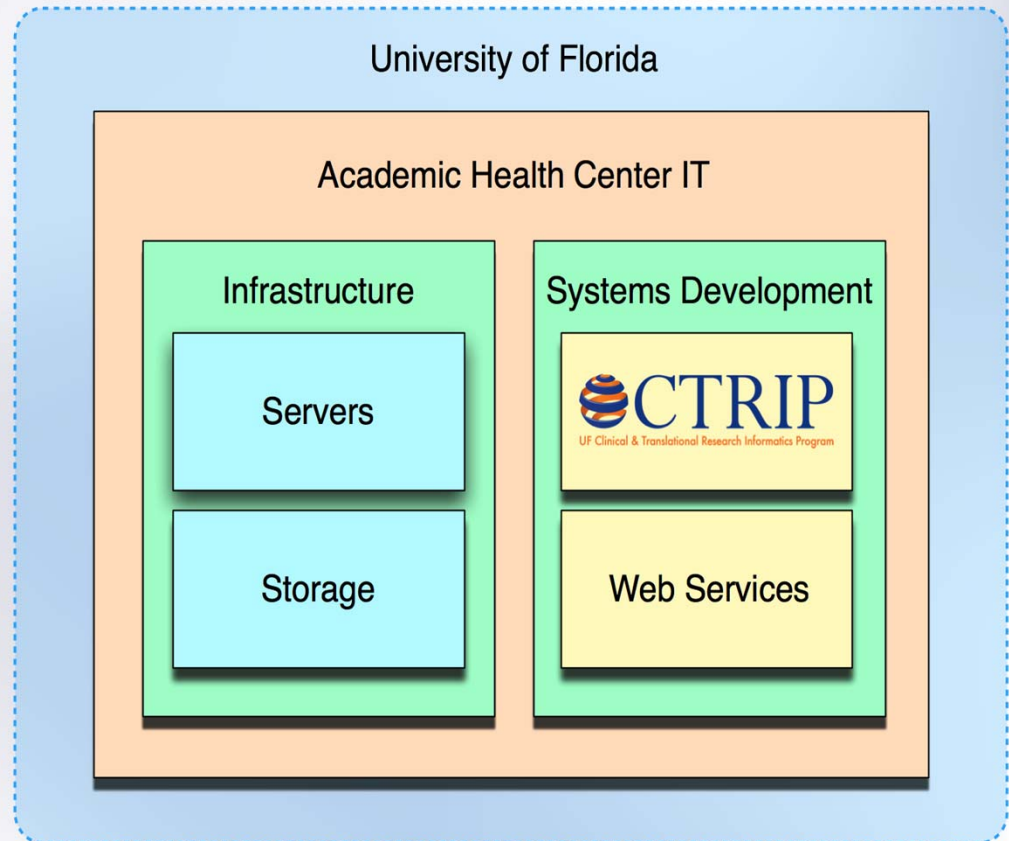 University of Florida
Academic Health Center IT
Infrastructure
Servers
Storage
Systems Development
CTRIP
UF Clinical & Translational Research Informatics Program
Web Services